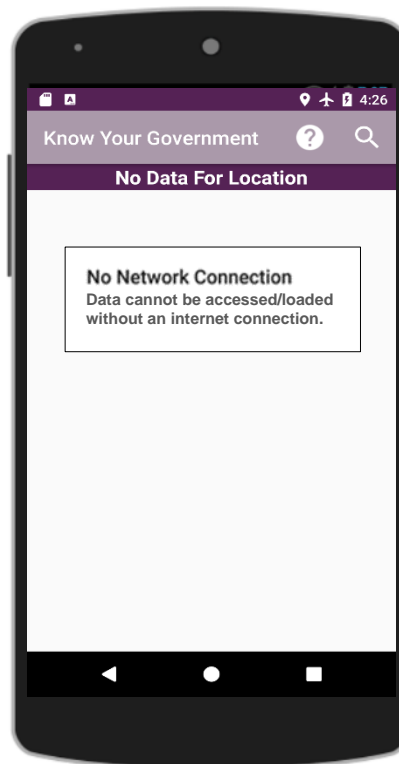 4:26
Know Your Government
No Data For Location
No Network Connection
Data cannot be accessed/loaded
without an internet connection.